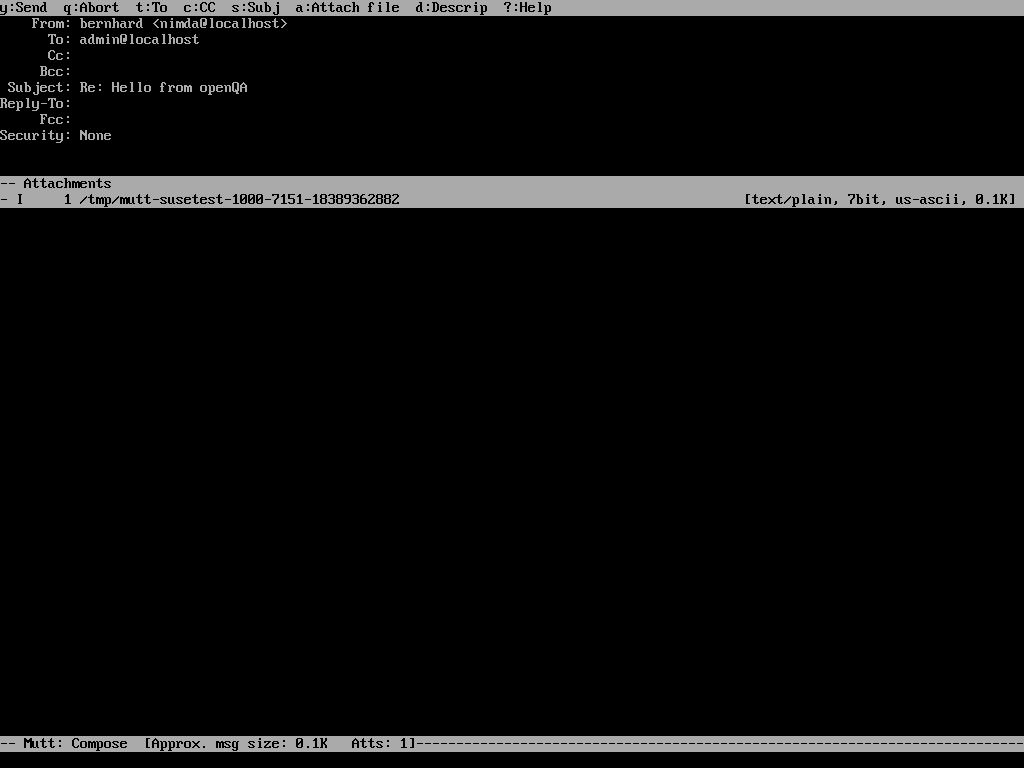 y:Send  q:Abort  t:To  c:CC  s:Subj  a:Attach file  d:Descrip  ?:Help
From: bernhard <nimda@localhost>
To: admin@localhost
Cc:
Bcc:
Subject: Re: Hello from openQA
Reply-To:
Fcc:
Security: None
-- Attachments
- I     1 /tmp/mutt-susetest-1000-7151-18389362882 [text/plain, 7bit, us-ascii, 0.1K]
-- Mutt: Compose  [Approx. msg size: 0.1K   Atts: 1]----------------------------------------------------------------------------